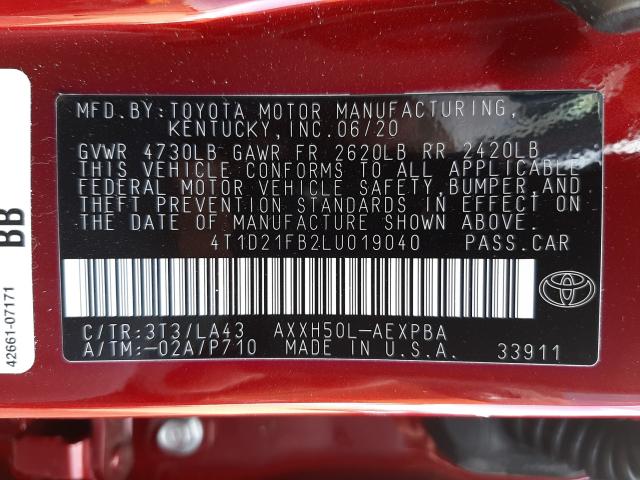 MFD.BY:TOYOTA MOTOR MANUFACTURING,
KENTUCKY,INC.06/20
GVWR 4730LB GAWR FR 2620LB RR 2420LB
THIS VEHICLE CONFORMS TO ALL APPLICABLE
FEDERAL MOTOR VEHICLE SAFETY,BUMPER,AND
THEFT PREVENTION STANDARDS IN EFFECT ON
THE DATE OF MANUFACTURE SHOWN ABOVE.
4T1D21FB2LU019040 PASS.CAR
C/TR:3T3/LA43 AXXH50L-AEXPBA
A/TM:-02A/P710 MADE IN U.S.A. 33911
BB
42661-07171